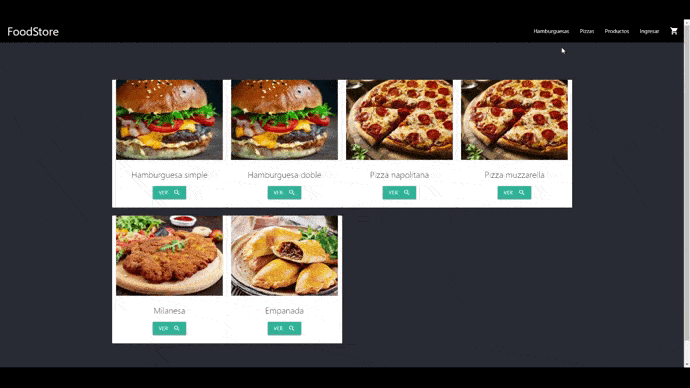 FoodStore
Hamburguesas Pizzas Productos Ingresar
Hamburguesa simple
VER
Hamburguesa doble
VER
Pizza napolitana
VER
Pizza muzzarella
VER
Milanesa
VER
Empanada
VER